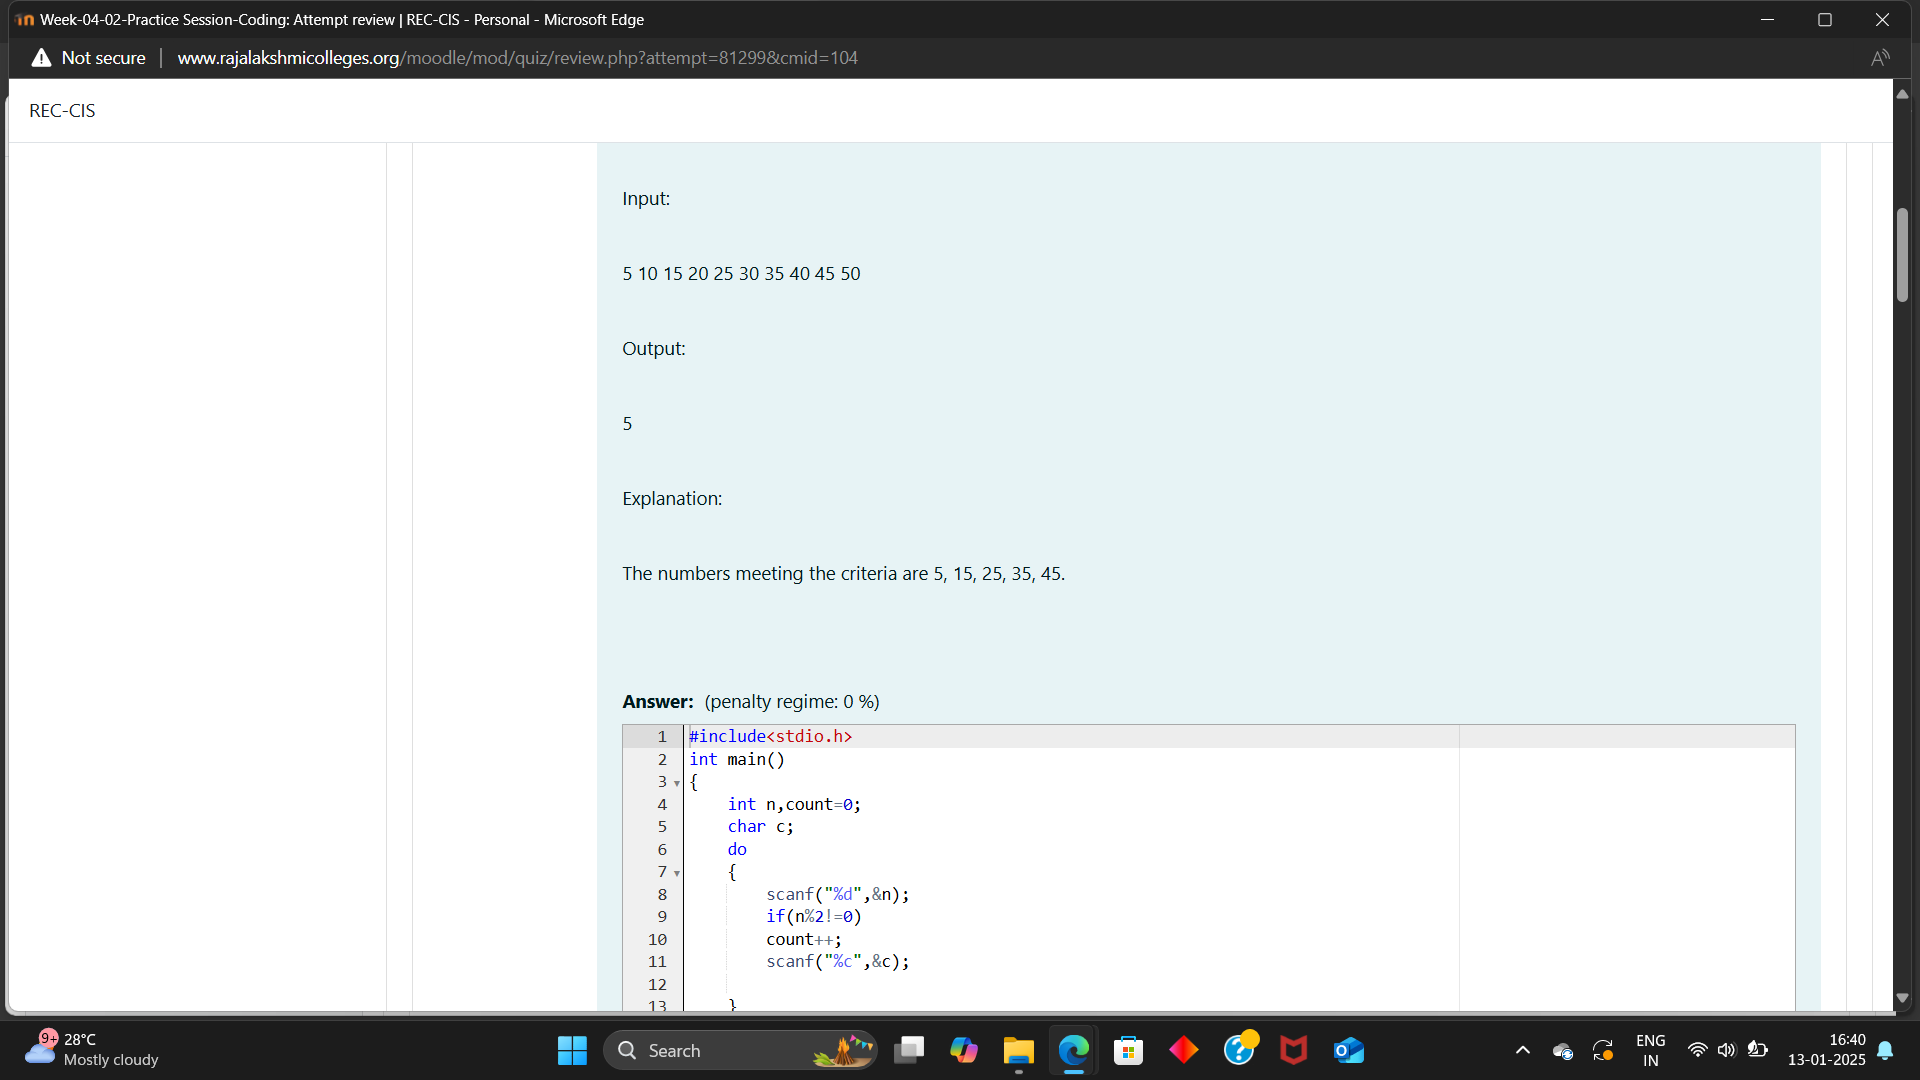 Week-04-02-Practice Session-Coding: Attempt review | REC-CIS - Personal - Microsoft Edge
Not secure | www.rajalakshmicolleges.org/moodle/mod/quiz/review.php?attempt=81299&cmid=104
REC-CIS
Input:
5 10 15 20 25 30 35 40 45 50
Output:
5
Explanation:
The numbers meeting the criteria are 5, 15, 25, 35, 45.
Answer: (penalty regime: 0 %)
1 #include<stdio.h>
2 int main()
3 {
4 int n,count=0;
5 char c;
6 do
7 {
8 scanf("%d",&n);
9 if(n%2!=0)
10 count++;
11 scanf("%c",&c);
12
13 }
9+ 28°C
Mostly cloudy
Search
ENG
IN
16:40
13-01-2025